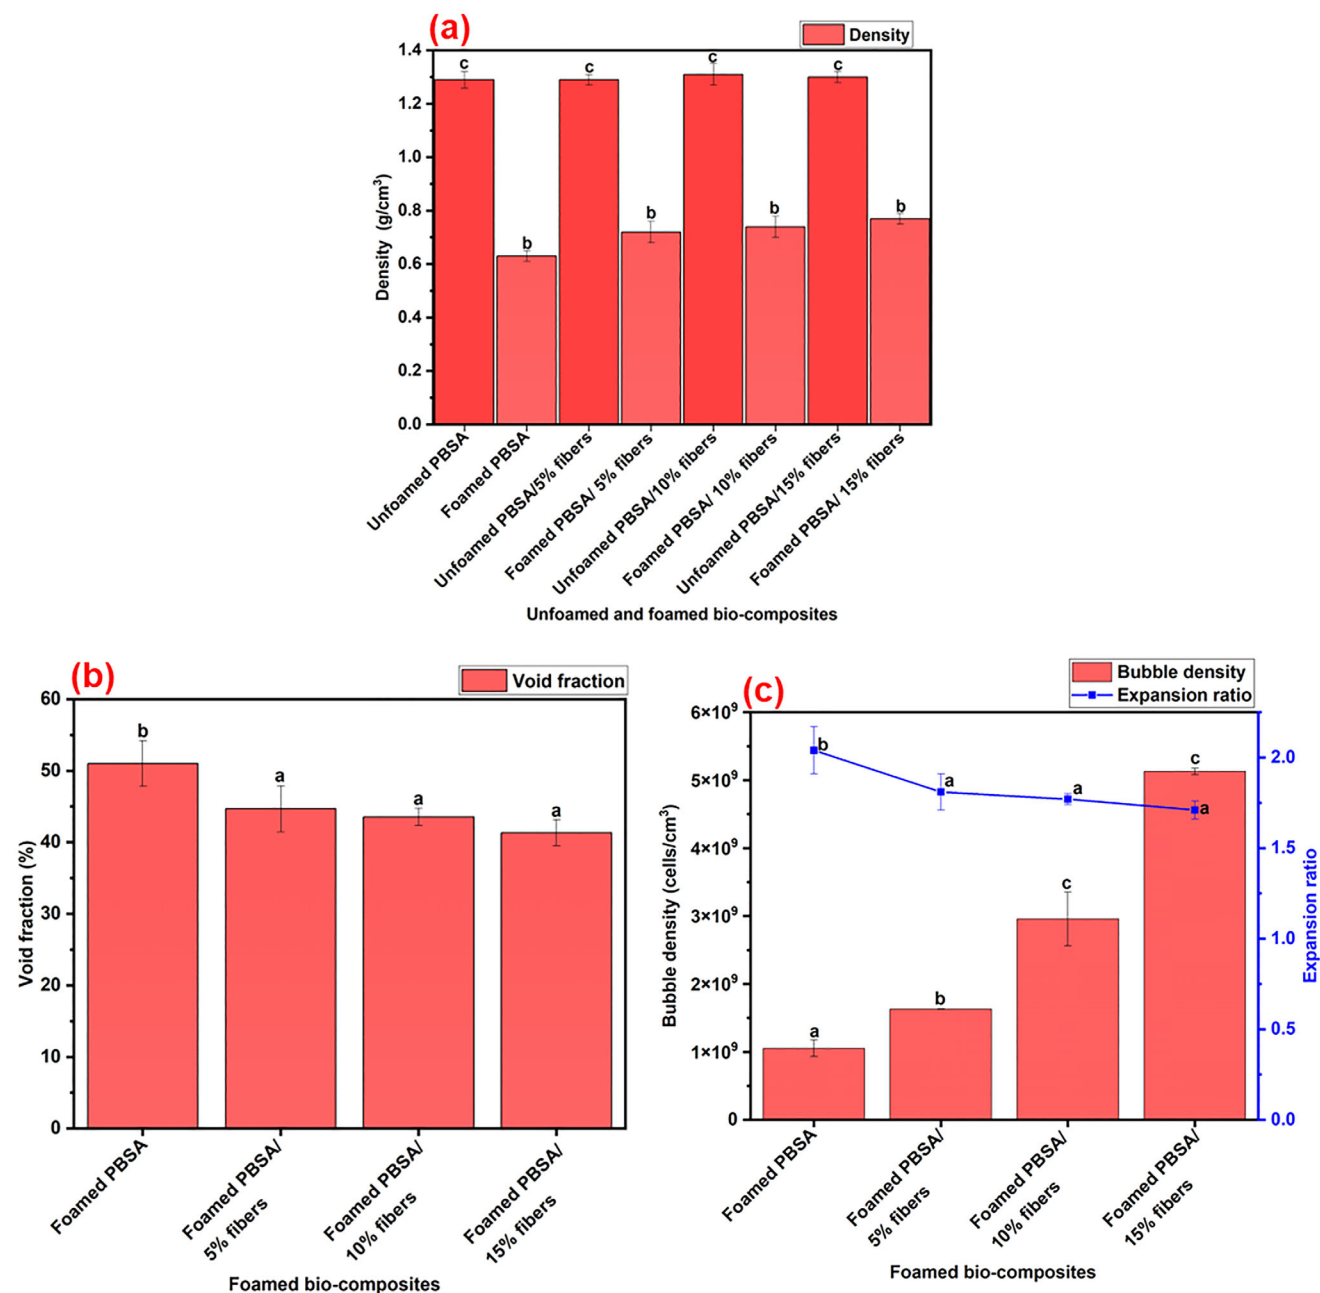 (a)
Density
1.4
1.2
1.0
0.8
0.6
0.4
0.2
0.0
Density (g/cm³)
c
b
c
b
c
b
c
b
Unfoamed PBSA
Foamed PBSA
Unfoamed PBSA/5% fibers
Foamed PBSA/ 5% fibers
Unfoamed PBSA/10% fibers
Foamed PBSA/ 10% fibers
Unfoamed PBSA/15% fibers
Foamed PBSA/ 15% fibers
Unfoamed and foamed bio-composites
(b)
Void fraction
60
50
40
30
20
10
0
Void fraction (%)
b
a
a
a
Foamed PBSA
Foamed PBSA/
5% fibers
Foamed PBSA/
10% fibers
Foamed PBSA/
15% fibers
Foamed bio-composites
(c)
Bubble density
Expansion ratio
6×10⁹
5×10⁹
4×10⁹
3×10⁹
2×10⁹
1×10⁹
0
Bubble density (cells/cm³)
b
a
a
a
a
b
c
c
2.0
1.5
1.0
0.5
0.0
Expansion ratio
Foamed PBSA
Foamed PBSA/
5% fibers
Foamed PBSA/
10% fibers
Foamed PBSA/
15% fibers
Foamed bio-composites